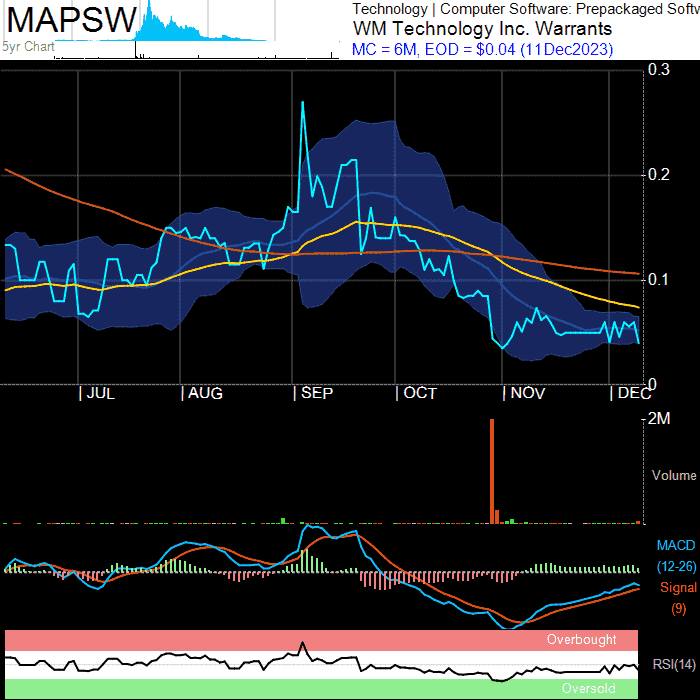 MAPSW
5yr Chart
Technology | Computer Software: Prepackaged Softw
WM Technology Inc. Warrants
MC = 6M, EOD = $0.04 (11Dec2023)
0.3
0.2
0.1
0
JUL
AUG
SEP
OCT
NOV
DEC
2M
Volume
MACD
(12-26)
Signal
(9)
Overbought
RSI(14)
Oversold